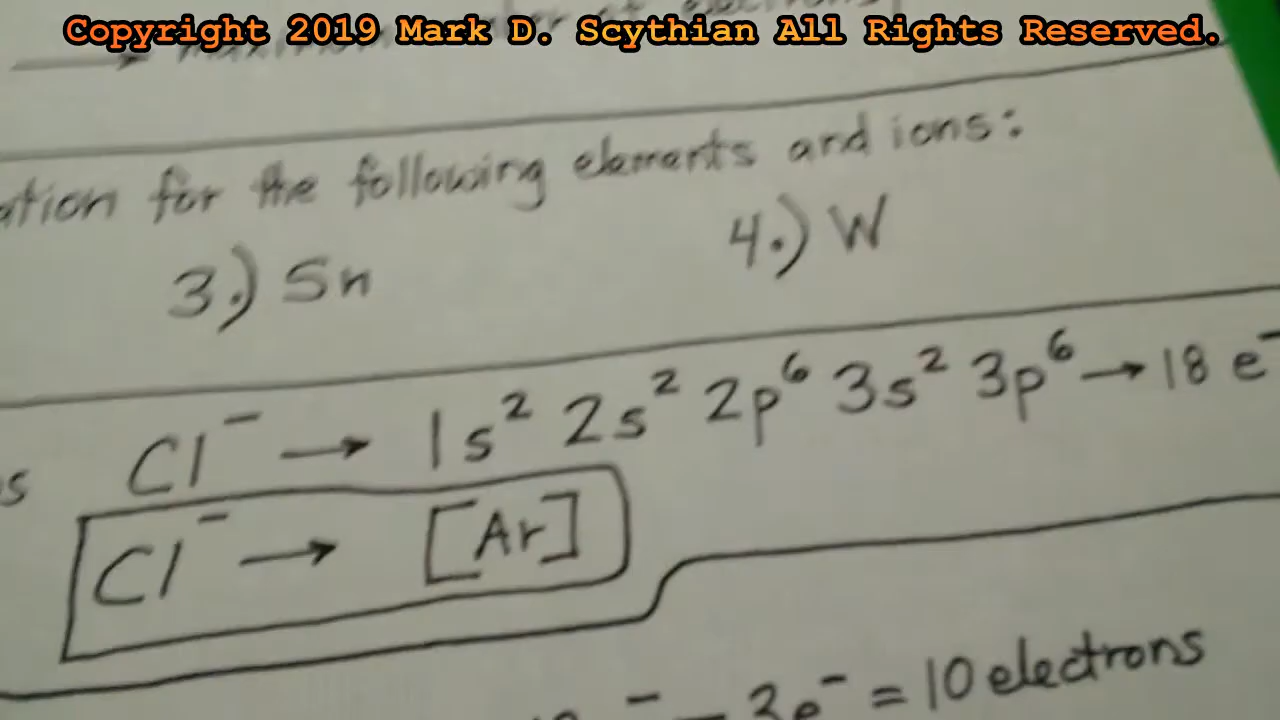 Copyright 2019 Mark D. Scythian All Rights Reserved.
ation for the following elements and ions:
3.) Sn
4.) W
s Cl⁻ → 1s² 2s² 2p⁶ 3s² 3p⁶ → 18 e⁻
Cl⁻ → [Ar]
⁻ – 3e⁻ = 10 electrons